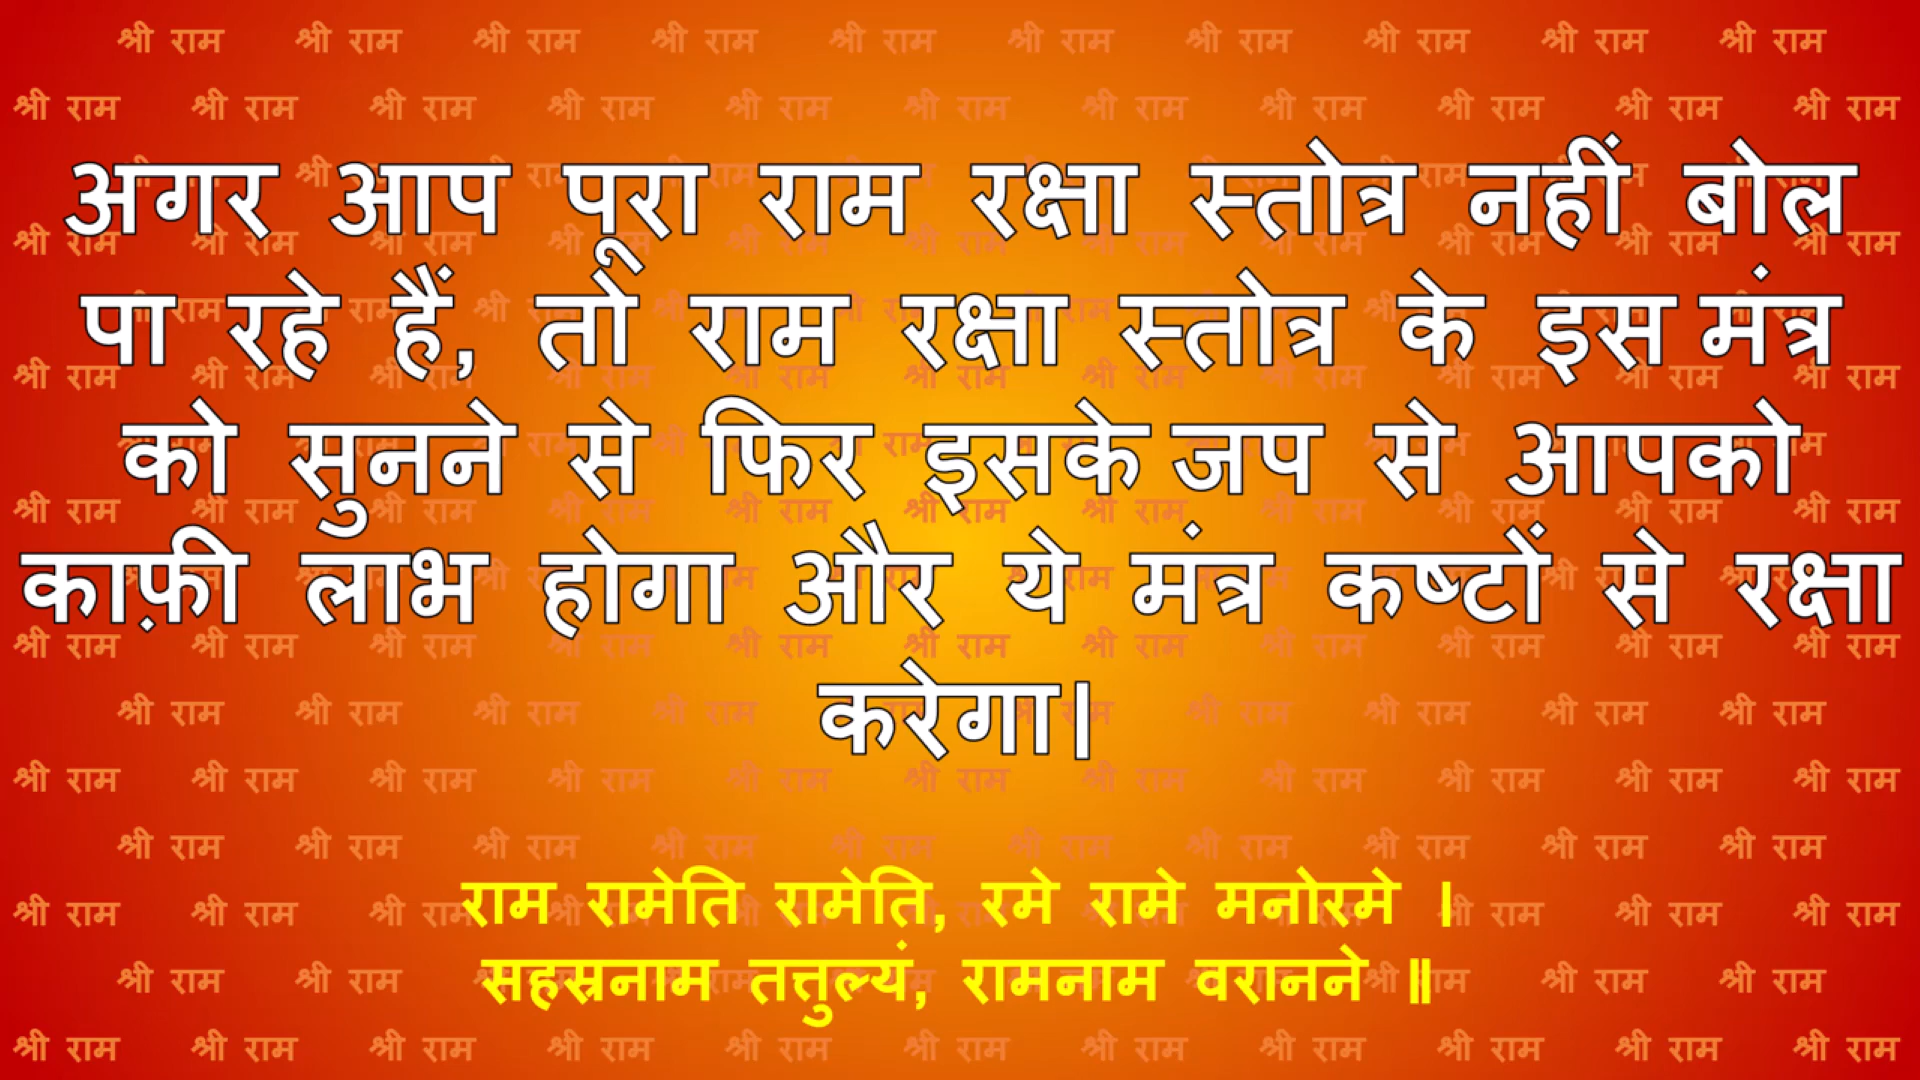 श्री राम श्री राम श्री राम श्री राम श्री राम श्री राम श्री राम श्री राम श्री राम श्री राम
श्री राम श्री राम श्री राम श्री राम श्री राम श्री राम श्री राम श्री राम श्री राम श्री राम श्री राम
अगर आप पूरा राम रक्षा स्तोत्र नहीं बोल
पा रहे हैं, तो राम रक्षा स्तोत्र के इस मंत्र
को सुनने से फिर इसके जप से आपको
काफ़ी लाभ होगा और ये मंत्र कष्टों से रक्षा
करेगा।
श्री राम श्री राम श्री राम श्री राम श्री राम श्री राम श्री राम श्री राम श्री राम श्री राम श्री राम
श्री राम श्री राम श्री राम श्री राम श्री राम श्री राम श्री राम श्री राम श्री राम श्री राम
राम रामेति रामेति, रमे रामे मनोरमे ।
सहस्रनाम तत्तुल्यं, रामनाम वरानने ॥
श्री राम श्री राम श्री राम श्री राम श्री राम श्री राम श्री राम श्री राम श्री राम श्री राम श्री राम